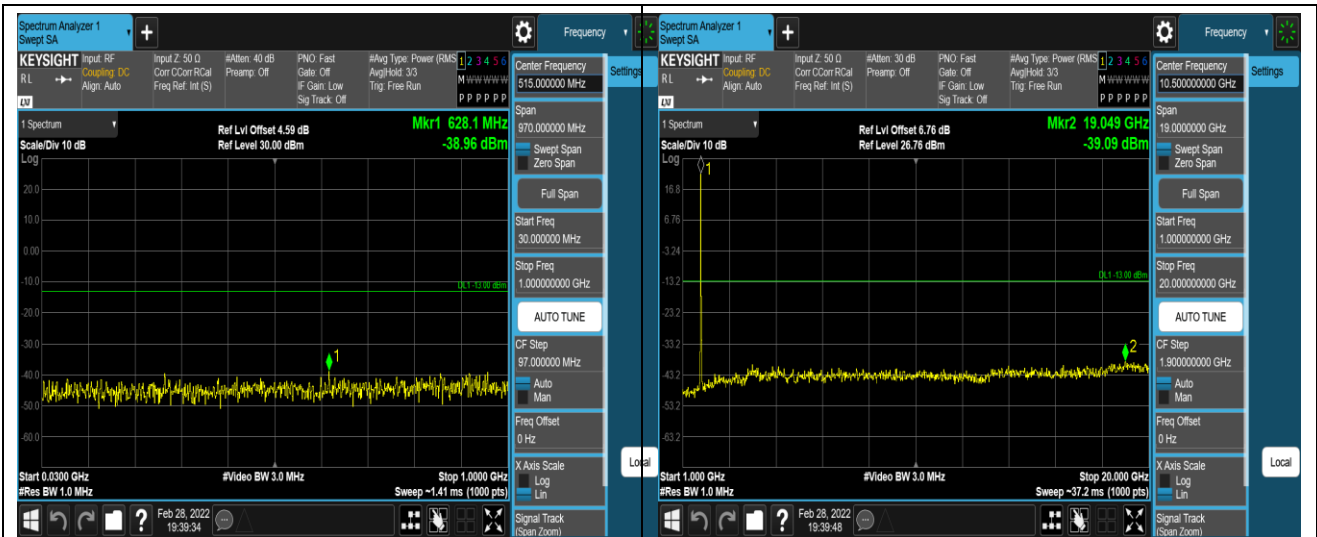 Spectrum Analyzer 1
Swept SA
+
Frequency
KEYSIGHT
RL
LXI
Input: RF
Coupling: DC
Align: Auto
Input Z: 50 Ω
Corr CCorr RCal
Freq Ref: Int (S)
#Atten: 40 dB
Preamp: Off
PNO: Fast
Gate: Off
IF Gain: Low
Sig Track: Off
#Avg Type: Power (RMS
Avg|Hold: 3/3
Trig: Free Run
1 2 3 4 5 6
M W W W W W
P P P P P P
Center Frequency
515.000000 MHz
Settings
Span
970.000000 MHz
Swept Span
Zero Span
Full Span
Start Freq
30.000000 MHz
Stop Freq
1.000000000 GHz
AUTO TUNE
CF Step
97.000000 MHz
Auto
Man
Freq Offset
0 Hz
X Axis Scale
Log
Lin
Local
Signal Track
(Span Zoom)
1 Spectrum
Scale/Div 10 dB
Log
Ref Lvl Offset 4.59 dB
Ref Level 30.00 dBm
Mkr1 628.1 MHz
-38.96 dBm
20.0
10.0
0.00
-10.0
DL1 -13.00 dBm
-20.0
-30.0
1
-40.0
-50.0
-60.0
Start 0.0300 GHz
#Res BW 1.0 MHz
#Video BW 3.0 MHz
Stop 1.0000 GHz
Sweep ~1.41 ms (1000 pts)
?
Feb 28, 2022
19:39:34
Spectrum Analyzer 1
Swept SA
+
Frequency
KEYSIGHT
RL
LXI
Input: RF
Coupling: DC
Align: Auto
Input Z: 50 Ω
Corr CCorr RCal
Freq Ref: Int (S)
#Atten: 30 dB
Preamp: Off
PNO: Fast
Gate: Off
IF Gain: Low
Sig Track: Off
#Avg Type: Power (RMS
Avg|Hold: 3/3
Trig: Free Run
1 2 3 4 5 6
M W W W W W
P P P P P P
Center Frequency
10.500000000 GHz
Settings
Span
19.0000000 GHz
Swept Span
Zero Span
Full Span
Start Freq
1.000000000 GHz
Stop Freq
20.000000000 GHz
AUTO TUNE
CF Step
1.900000000 GHz
Auto
Man
Freq Offset
0 Hz
X Axis Scale
Log
Lin
Local
Signal Track
(Span Zoom)
1 Spectrum
Scale/Div 10 dB
Log
Ref Lvl Offset 6.76 dB
Ref Level 26.76 dBm
Mkr2 19.049 GHz
-39.09 dBm
1
16.8
6.76
-3.24
-13.2
DL1 -13.00 dBm
-23.2
-33.2
2
-43.2
-53.2
-63.2
Start 1.000 GHz
#Res BW 1.0 MHz
#Video BW 3.0 MHz
Stop 20.000 GHz
Sweep ~37.2 ms (1000 pts)
?
Feb 28, 2022
19:39:48